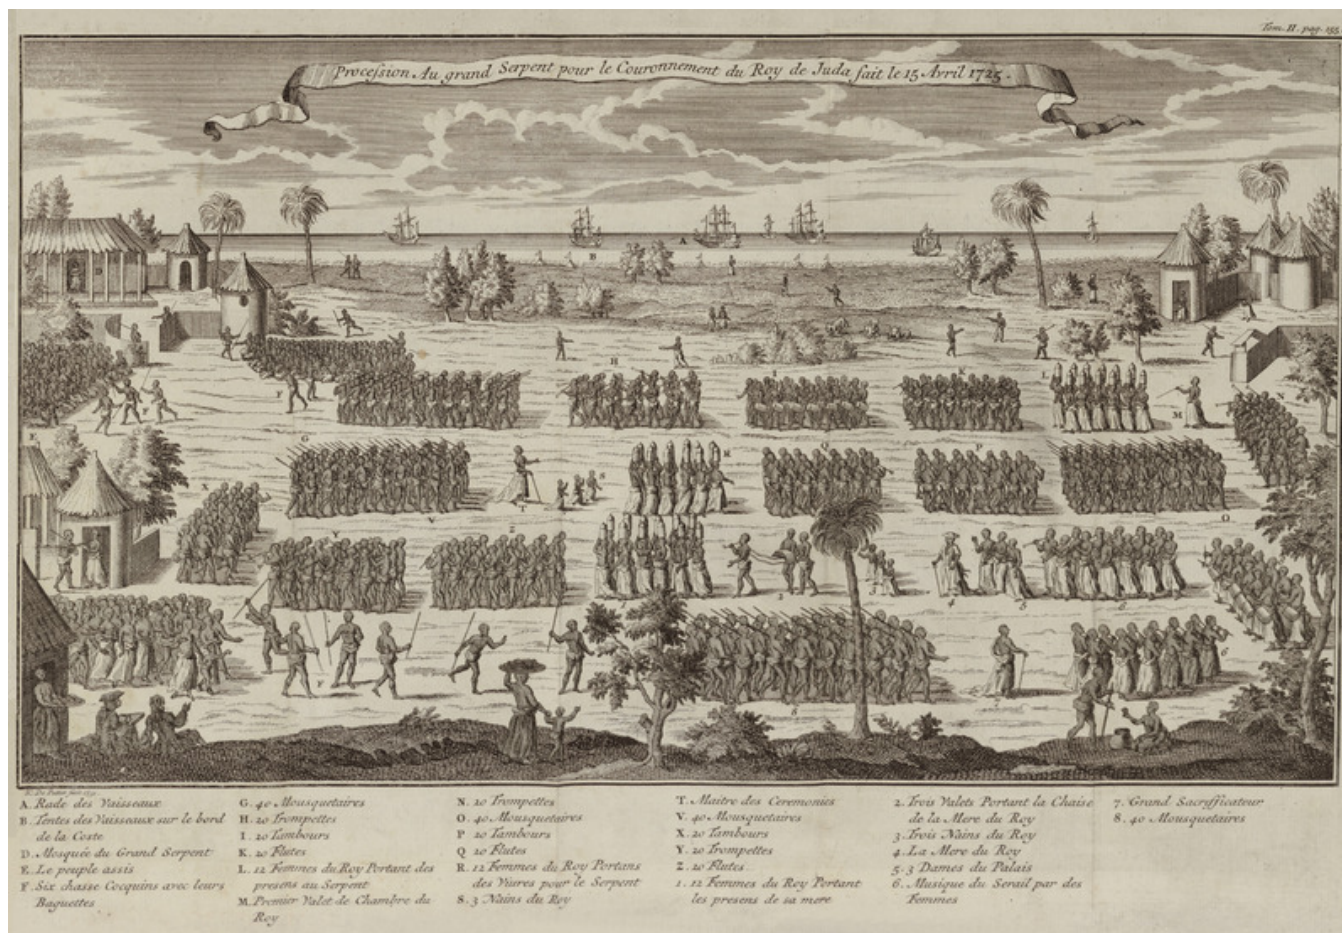 Tom. II. pag. 155.
Procession Au grand Serpent pour le Couronnement du Roy de Juda fait le 15 Avril 1725.
A. Rade des Vaisseaux
B. Tentes des Vaisseaux sur le bord
de la Coste
D. Mosquée du Grand Serpent
E. Le peuple assis
F. Six chasse Cocquins avec leurs
Baguettes
G. 40 Mousquetaires
H. 20 Trompettes
I. 20 Tambours
K. 20 Flutes
L. 12 Femmes du Roy Portant des
presens au Serpent
M. Premier Valet de Chambre du
Roy
N. 20 Trompettes
O. 40 Mousquetaires
P. 20 Tambours
Q. 20 Flutes
R. 12 Femmes du Roy Portans
des Viures pour le Serpent
S. 3 Nains du Roy
T. Maitre des Ceremonies
V. 40 Mousquetaires
X. 20 Tambours
Y. 20 Trompettes
Z. 20 Flutes
1. 12 Femmes du Roy Portant
les presens de sa mere
2. Trois Valets Portant la Chaise
de la Mere du Roy
3. Trois Nains du Roy
4. La Mere du Roy
5. 3 Dames du Palais
6. Musique du Serail par des
Femmes
7. Grand Sacrifficateur
8. 40 Mousquetaires